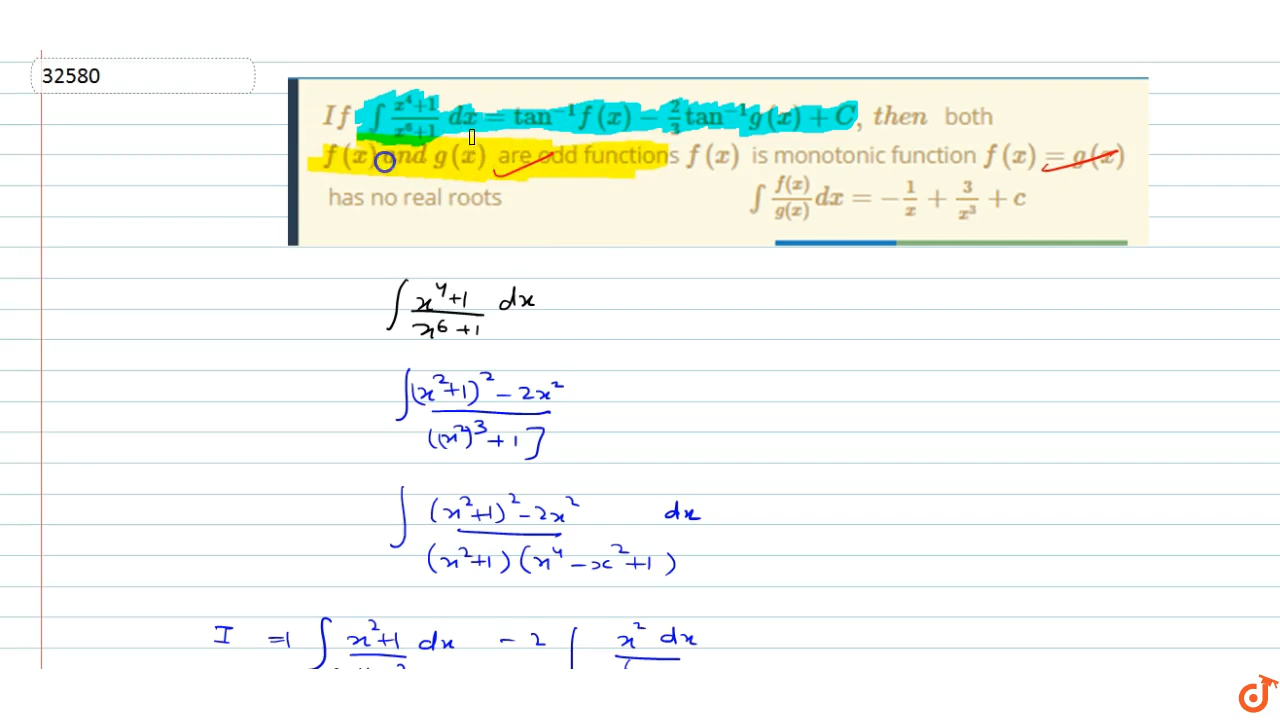 32580
If ∫ x⁴+1/x⁶+1 dx = tan⁻¹f(x) − 2/3 tan⁻¹g(x) + C, then both
f(x) and g(x) are odd functions f(x) is monotonic function f(x) = g(x)
has no real roots ∫ f(x)/g(x) dx = − 1/x + 3/x³ + c
∫ x⁴+1/x⁶+1 dx
∫ (x²+1)² − 2x²/((x²)³ + 1]
∫ (x²+1)² − 2x²/(x²+1)(x⁴ − x² + 1) dx
I =1 ∫ x²+1 dx − 2 ∫ x² dx